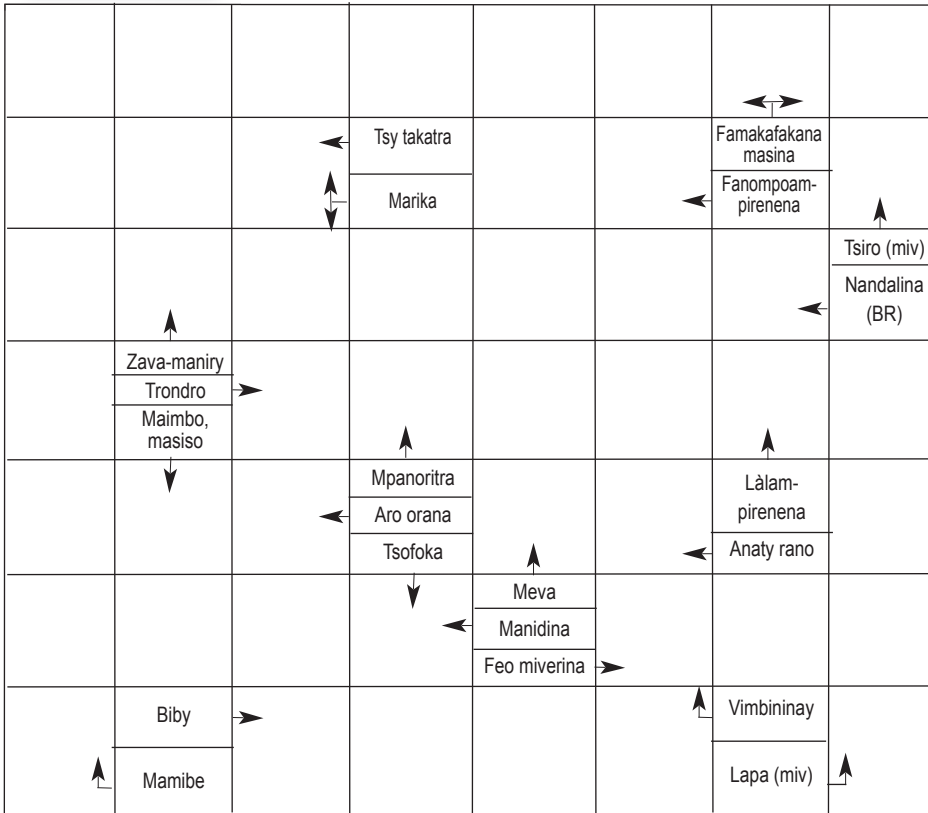 Tsy takatra
Marika
Famakafakana
masina
Fanompoam-
pirenena
Tsiro (miv)
Nandalina
(BR)
Zava-maniry
Trondro
Maimbo,
masiso
Mpanoritra
Aro orana
Tsofoka
Làlam-
pirenena
Anaty rano
Meva
Manidina
Feo miverina
Biby
Mamibe
Vimbininay
Lapa (miv)